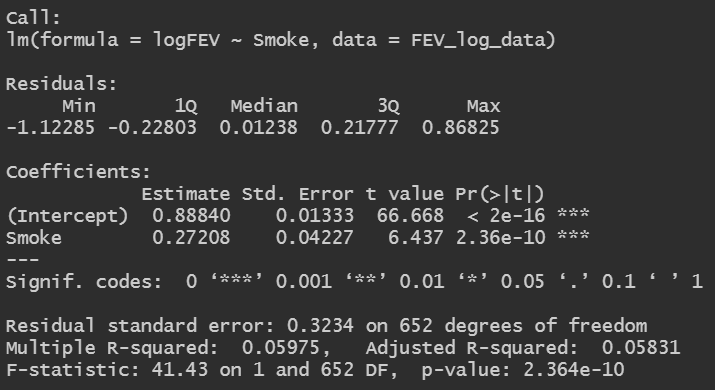 Call:
lm(formula = logFEV ~ Smoke, data = FEV_log_data)
Residuals:
     Min       1Q   Median       3Q      Max
-1.12285 -0.22803  0.01238  0.21777  0.86825
Coefficients:
            Estimate Std. Error t value Pr(>|t|)
(Intercept)  0.88840    0.01333  66.668  < 2e-16 ***
Smoke        0.27208    0.04227   6.437 2.36e-10 ***
---
Signif. codes:  0 ‘***’ 0.001 ‘**’ 0.01 ‘*’ 0.05 ‘.’ 0.1 ‘ ’ 1
Residual standard error: 0.3234 on 652 degrees of freedom
Multiple R-squared:  0.05975,	Adjusted R-squared:  0.05831
F-statistic: 41.43 on 1 and 652 DF,  p-value: 2.364e-10